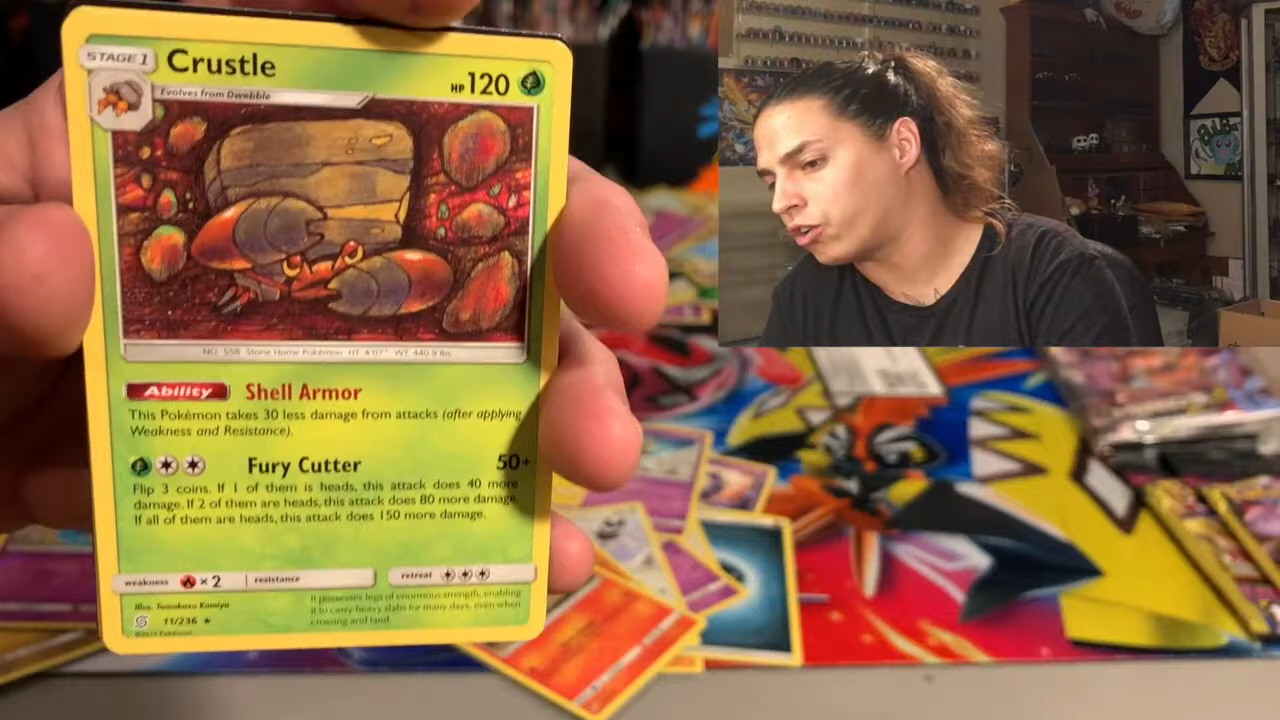 STAGE 1
Crustle
HP 120
Evolves from Dwebble
NO. 558 Stone Home Pokémon HT: 4'07" WT: 440.9 lbs
Ability Shell Armor
This Pokémon takes 30 less damage from attacks (after applying
Weakness and Resistance).
Fury Cutter 50+
Flip 3 coins. If 1 of them is heads, this attack does 40 more
damage. If 2 of them are heads, this attack does 80 more damage.
If all of them are heads, this attack does 150 more damage.
weakness ×2 resistance retreat
Illus. Tomokazu Komiya
11/236 ★
©2019 Pokémon
It possesses legs of enormous strength, enabling
it to carry heavy slabs for many days, even when
crossing arid land.